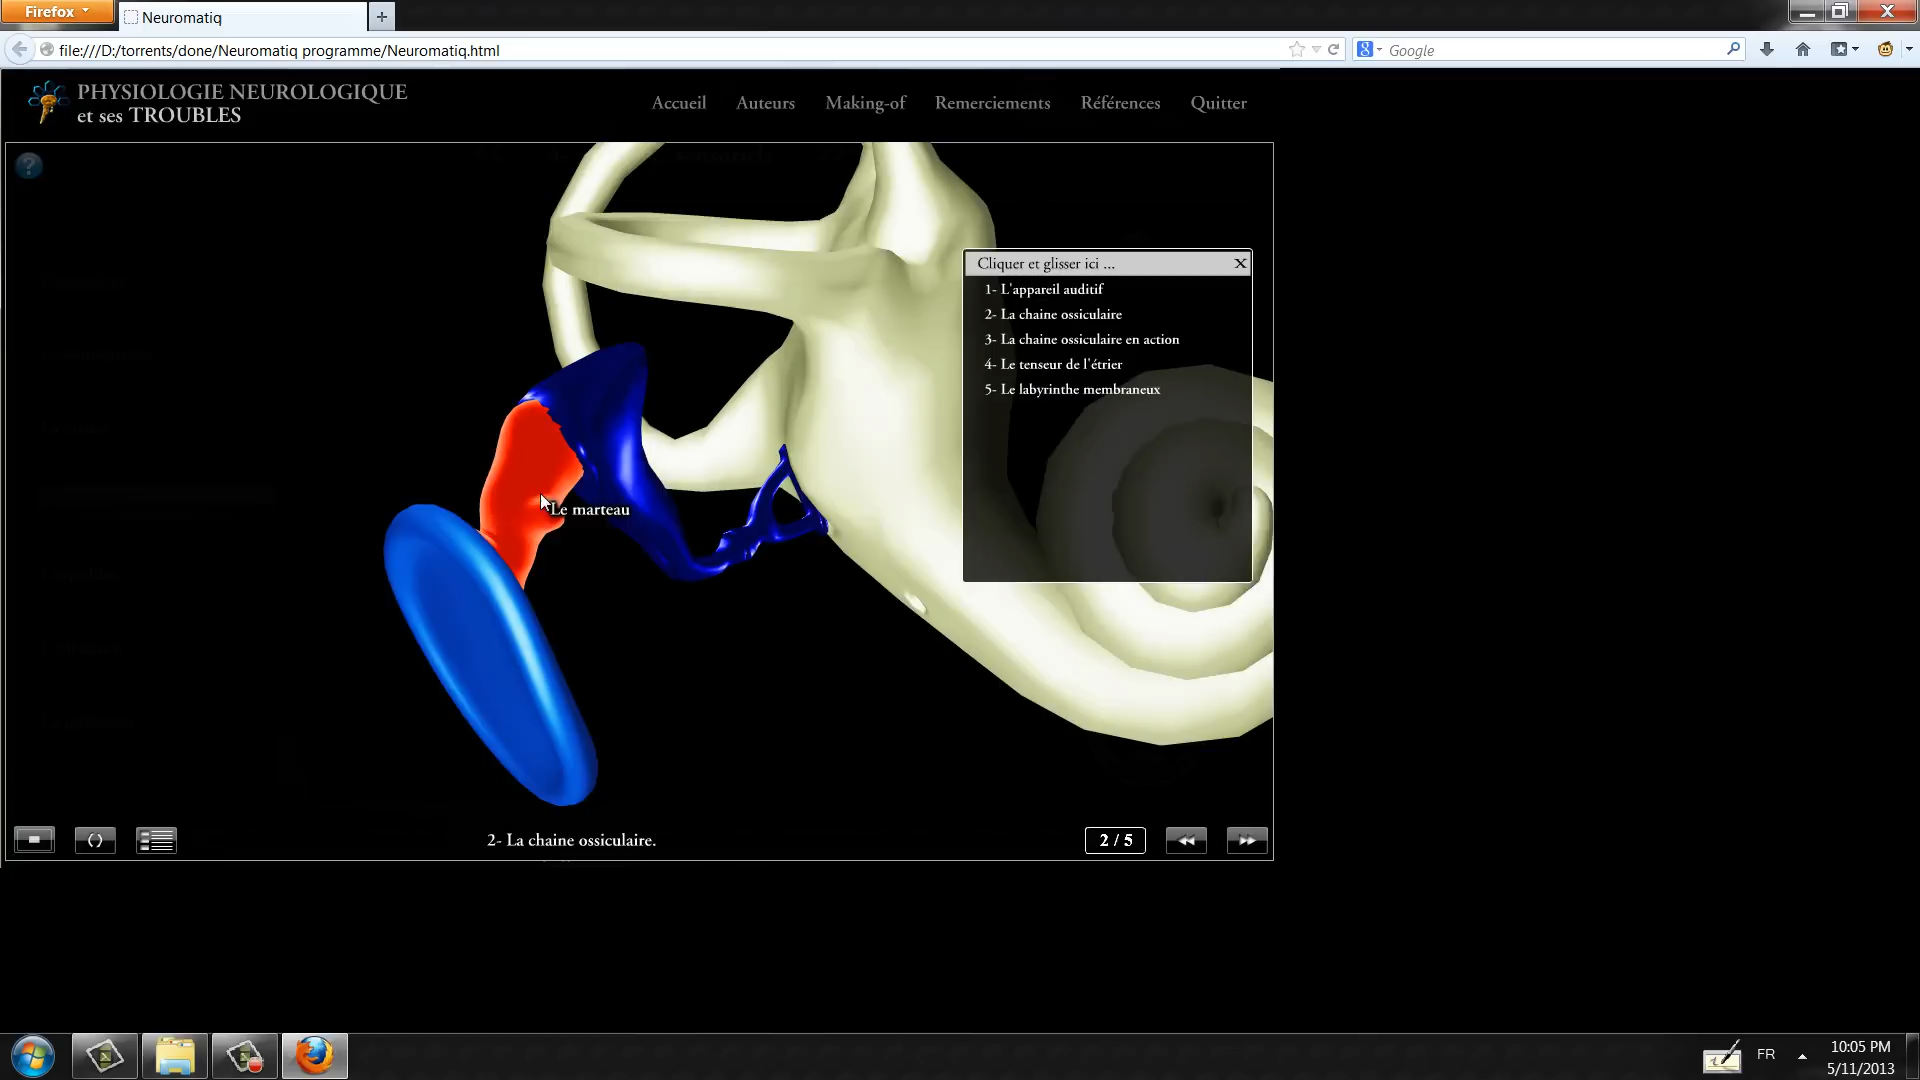 Firefox
Neuromatiq
file:///D:/torrents/done/Neuromatiq programme/Neuromatiq.html
Google
PHYSIOLOGIE NEUROLOGIQUE
et ses TROUBLES
Accueil
Auteurs
Making-of
Remerciements
Références
Quitter
?
Cliquer et glisser ici ...
X
1- L'appareil auditif
2- La chaine ossiculaire
3- La chaine ossiculaire en action
4- Le tenseur de l'étrier
5- Le labyrinthe membraneux
Le marteau
2- La chaine ossiculaire.
2 / 5
FR
10:05 PM
5/11/2013